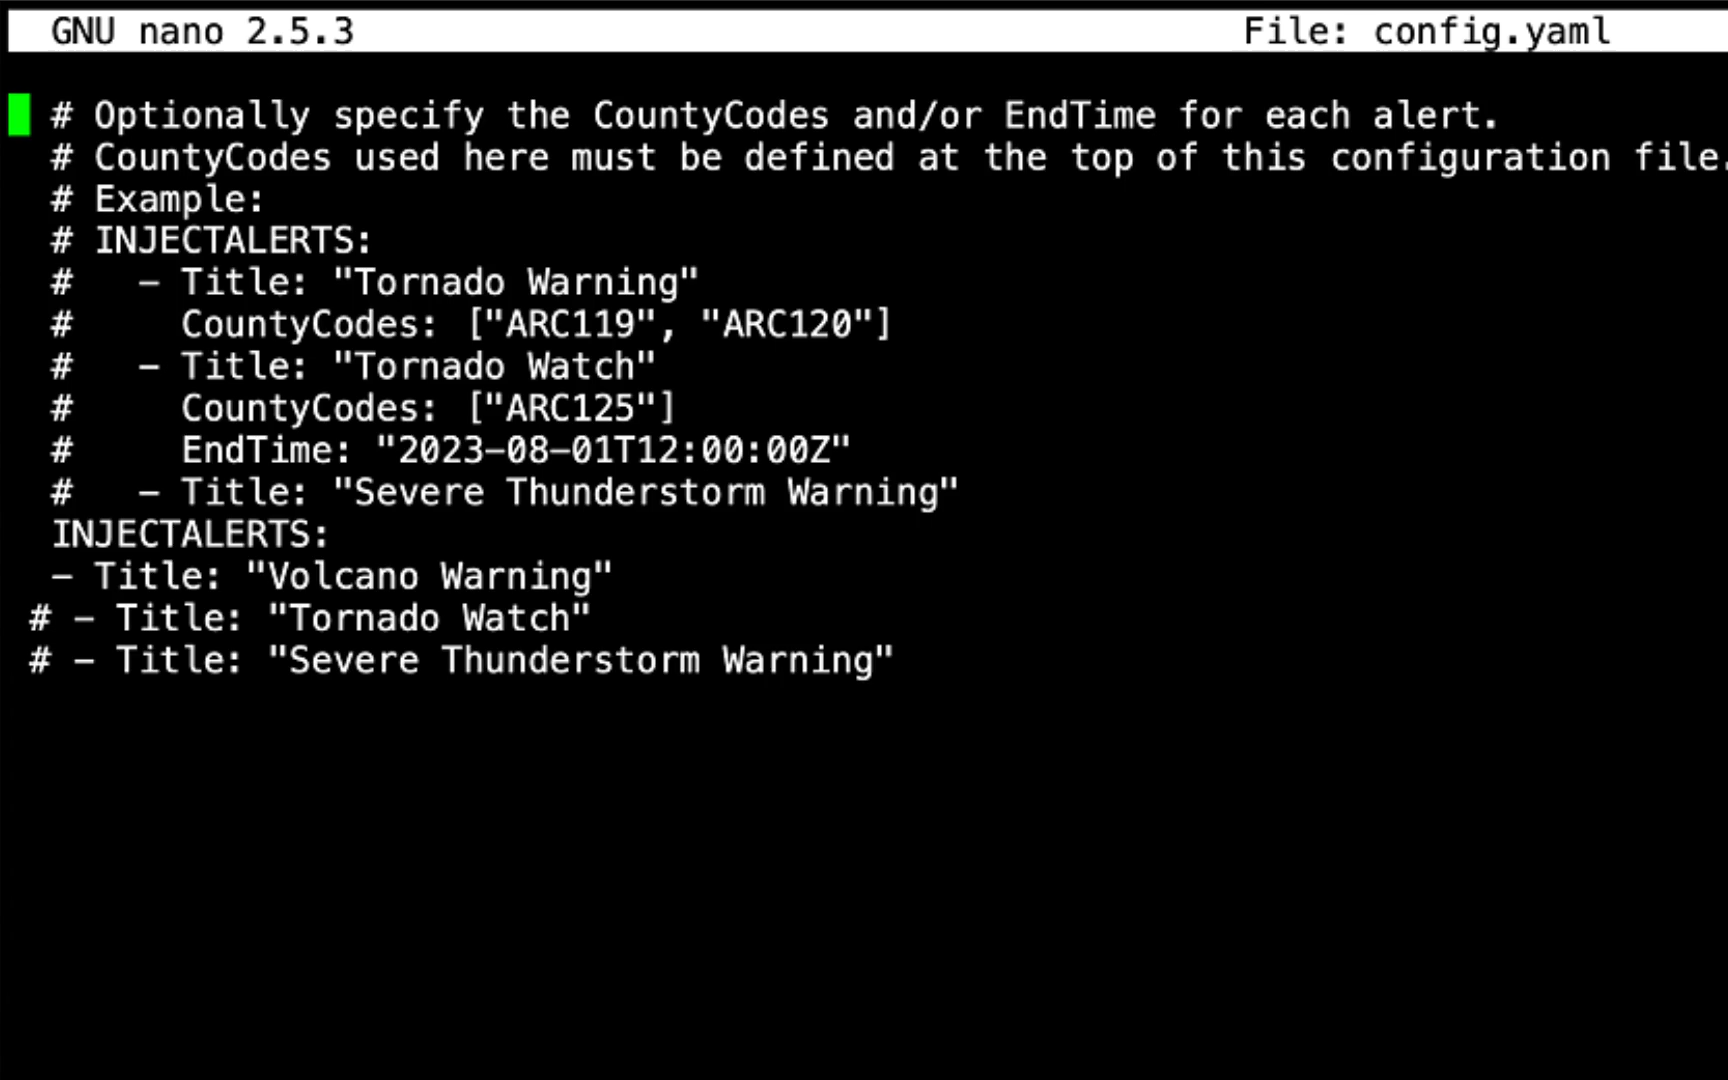 GNU nano 2.5.3 File: config.yaml
# Optionally specify the CountyCodes and/or EndTime for each alert.
# CountyCodes used here must be defined at the top of this configuration file.
# Example:
# INJECTALERTS:
#   - Title: "Tornado Warning"
#     CountyCodes: ["ARC119", "ARC120"]
#   - Title: "Tornado Watch"
#     CountyCodes: ["ARC125"]
#     EndTime: "2023-08-01T12:00:00Z"
#   - Title: "Severe Thunderstorm Warning"
INJECTALERTS:
- Title: "Volcano Warning"
# - Title: "Tornado Watch"
# - Title: "Severe Thunderstorm Warning"